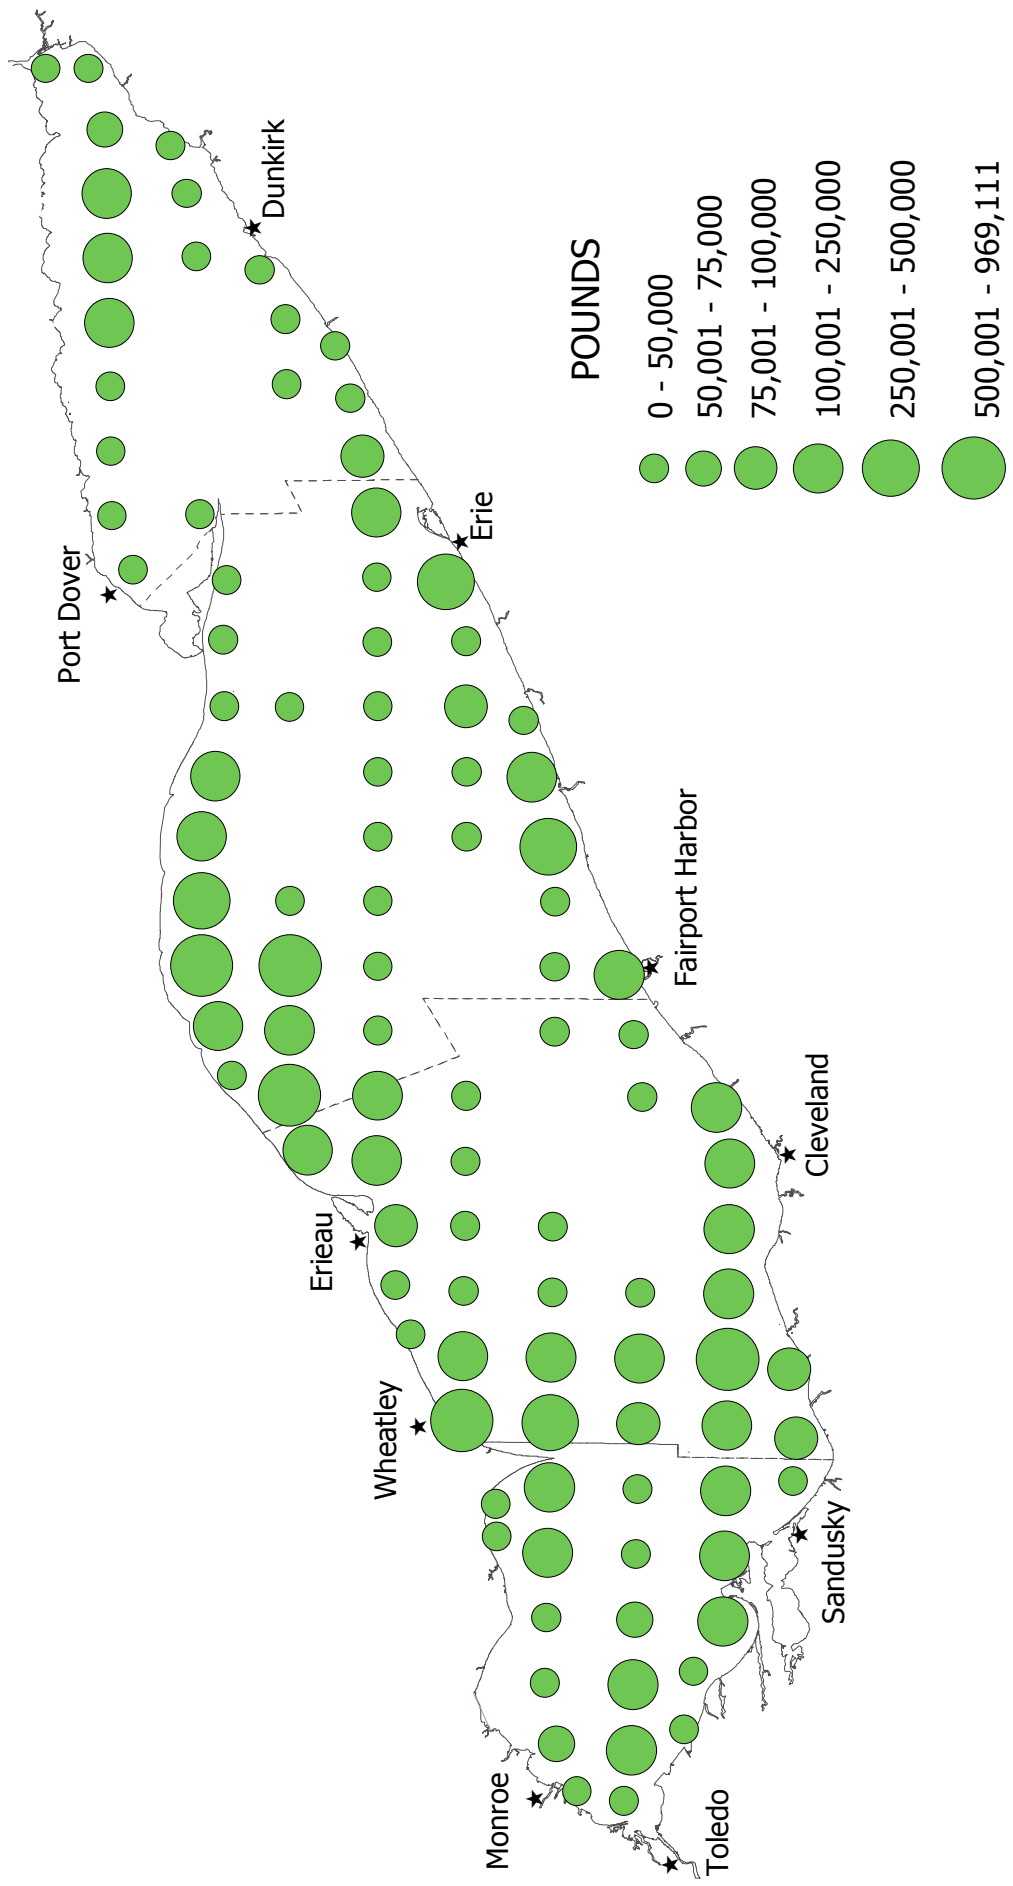 Port Dover
Dunkirk
Erie
Erieau
Fairport Harbor
Wheatley
Cleveland
Monroe
Sandusky
Toledo
POUNDS
0 - 50,000
50,001 - 75,000
75,001 - 100,000
100,001 - 250,000
250,001 - 500,000
500,001 - 969,111